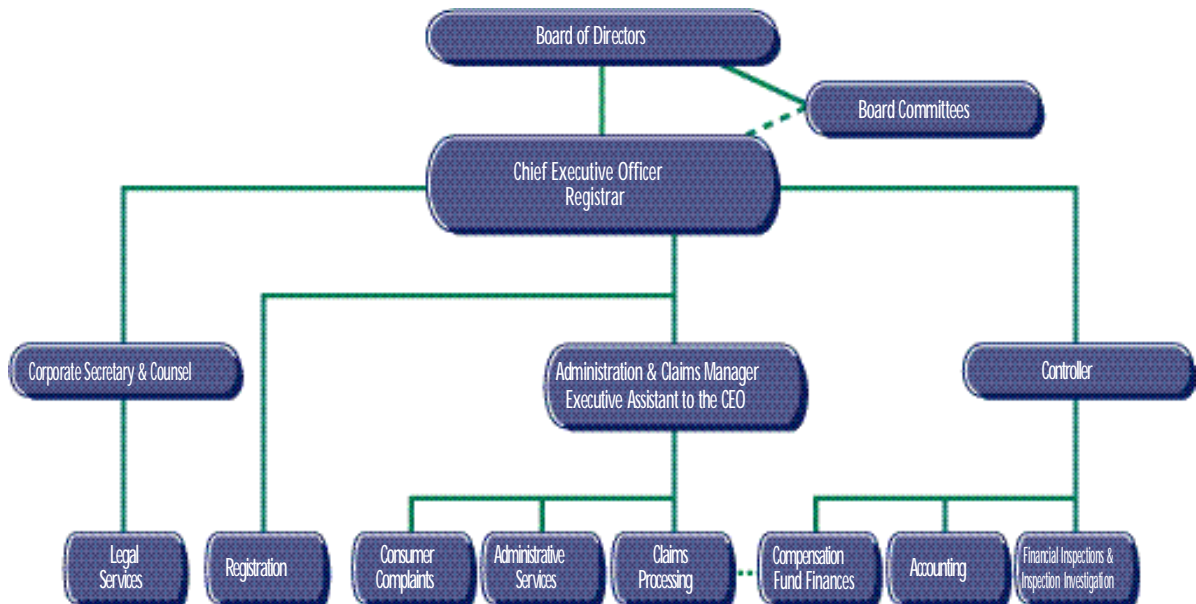 Board of Directors
Board Committees
Chief Executive Officer
Registrar
Corporate Secretary & Counsel
Administration & Claims Manager
Executive Assistant to the CEO
Controller
Legal
Services
Registration
Consumer
Complaints
Administrative
Services
Claims
Processing
Compensation
Fund Finances
Accounting
Financial Inspections &
Inspection Investigation